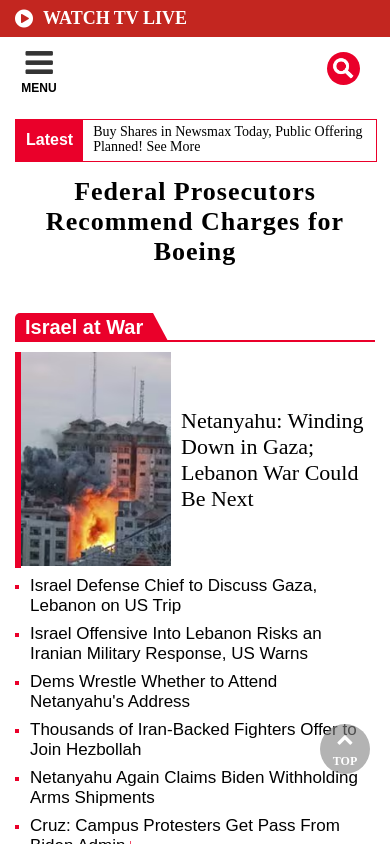 WATCH TV LIVE
MENU
Latest
Buy Shares in Newsmax Today, Public Offering
Planned! See More
Federal Prosecutors
Recommend Charges for
Boeing
Israel at War
Netanyahu: Winding
Down in Gaza;
Lebanon War Could
Be Next
Israel Defense Chief to Discuss Gaza,
Lebanon on US Trip
Israel Offensive Into Lebanon Risks an
Iranian Military Response, US Warns
Dems Wrestle Whether to Attend
Netanyahu's Address
Thousands of Iran-Backed Fighters Offer to
Join Hezbollah
TOP
Netanyahu Again Claims Biden Withholding
Arms Shipments
Cruz: Campus Protesters Get Pass From
Biden Admin